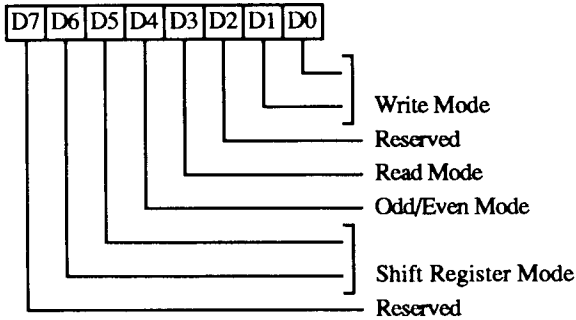 D7 D6 D5 D4 D3 D2 D1 D0
Write Mode
Reserved
Read Mode
Odd/Even Mode
Shift Register Mode
Reserved